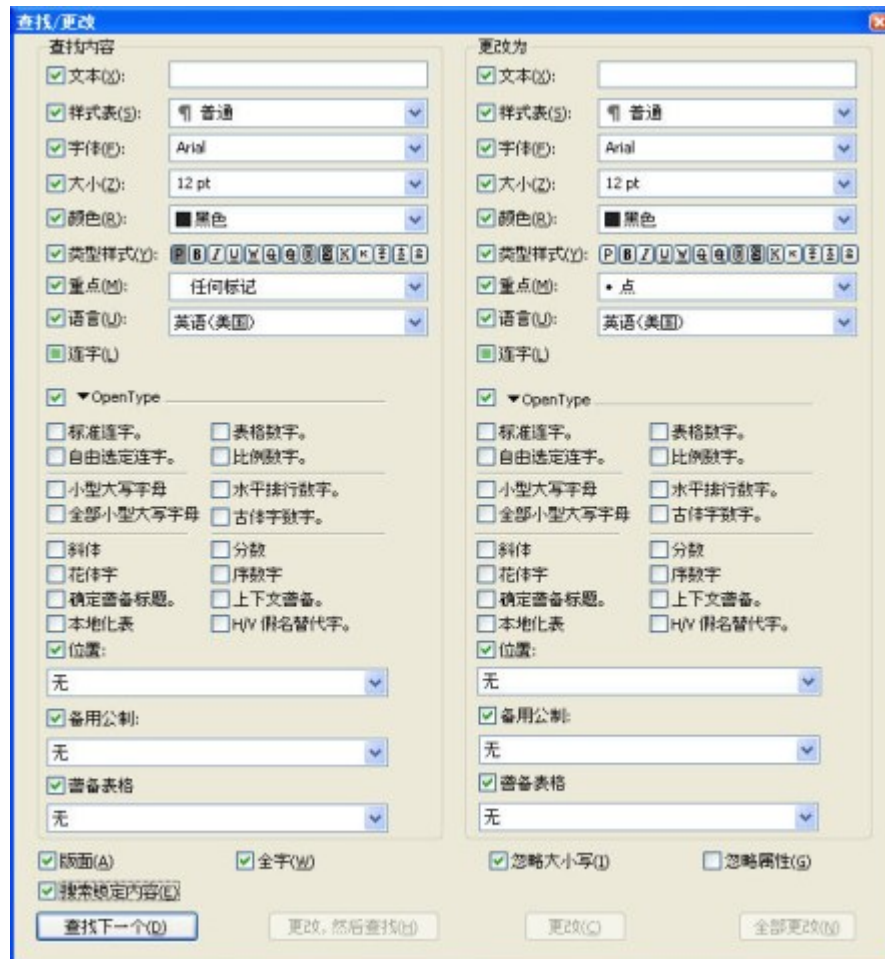 查找/更改
查找内容
文本(X):
样式表(S): ¶ 普通
字体(F): Arial
大小(Z): 12 pt
颜色(R): 黑色
类型样式(Y): P B I U W
重点(M): 任何标记
语言(U): 英语(美国)
连字(L)
OpenType
标准连字。 表格数字。
自由选定连字。 比例数字。
小型大写字母 水平排行数字。
全部小型大写字母 古体字数字。
斜体 分数
花体字 序数字
确定誊备标题。 上下文誊备。
本地化表 H/V 假名替代字。
位置:
无
备用公制:
无
誊备表格
无
更改为
文本(X):
样式表(S): ¶ 普通
字体(F): Arial
大小(Z): 12 pt
颜色(R): 黑色
类型样式(Y): P B I U W
重点(M): • 点
语言(U): 英语(美国)
连字(L)
OpenType
标准连字。 表格数字。
自由选定连字。 比例数字。
小型大写字母 水平排行数字。
全部小型大写字母 古体字数字。
斜体 分数
花体字 序数字
确定誊备标题。 上下文誊备。
本地化表 H/V 假名替代字。
位置:
无
备用公制:
无
誊备表格
无
版面(A) 全字(W) 忽略大小写(I) 忽略属性(G)
搜索锁定内容(E)
查找下一个(D) 更改, 然后查找(H) 更改(C) 全部更改(N)